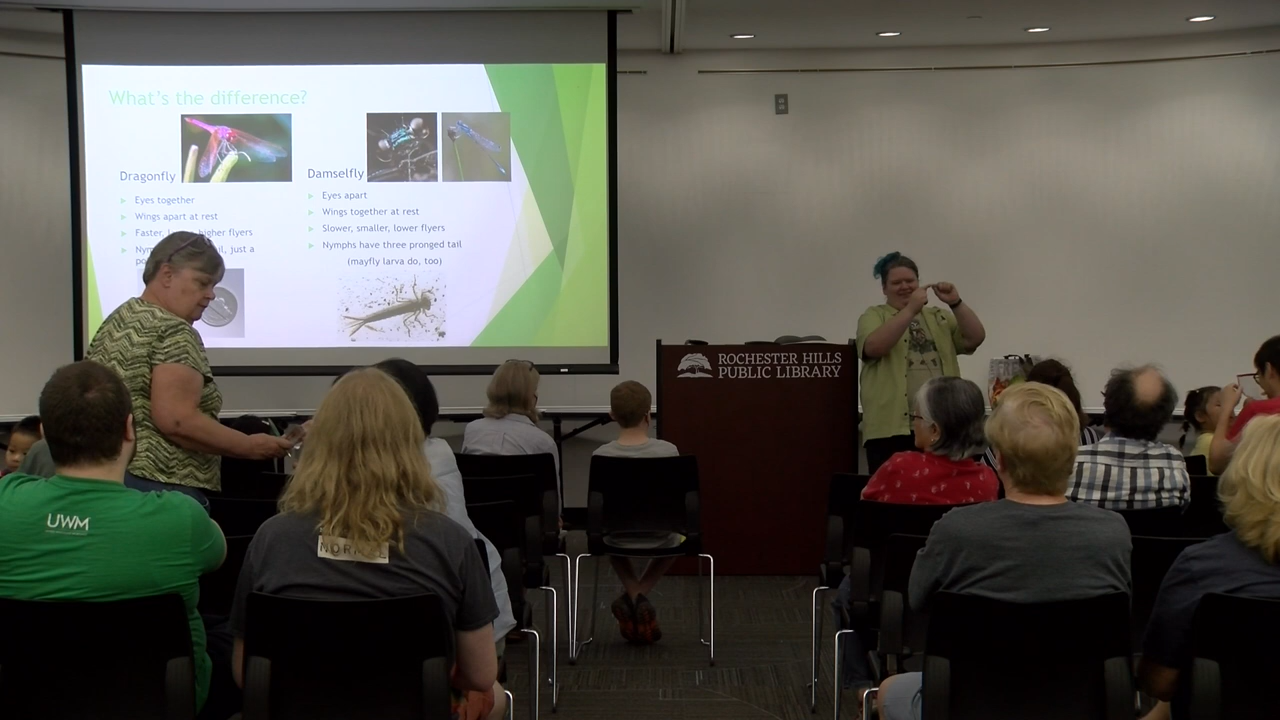 What's the difference?
Dragonfly
Eyes together
Wings apart at rest
Faster, higher flyers
just a
Damselfly
Eyes apart
Wings together at rest
Slower, smaller, lower flyers
Nymphs have three pronged tail
(mayfly larva do, too)
ROCHESTER HILLS
PUBLIC LIBRARY
UWM